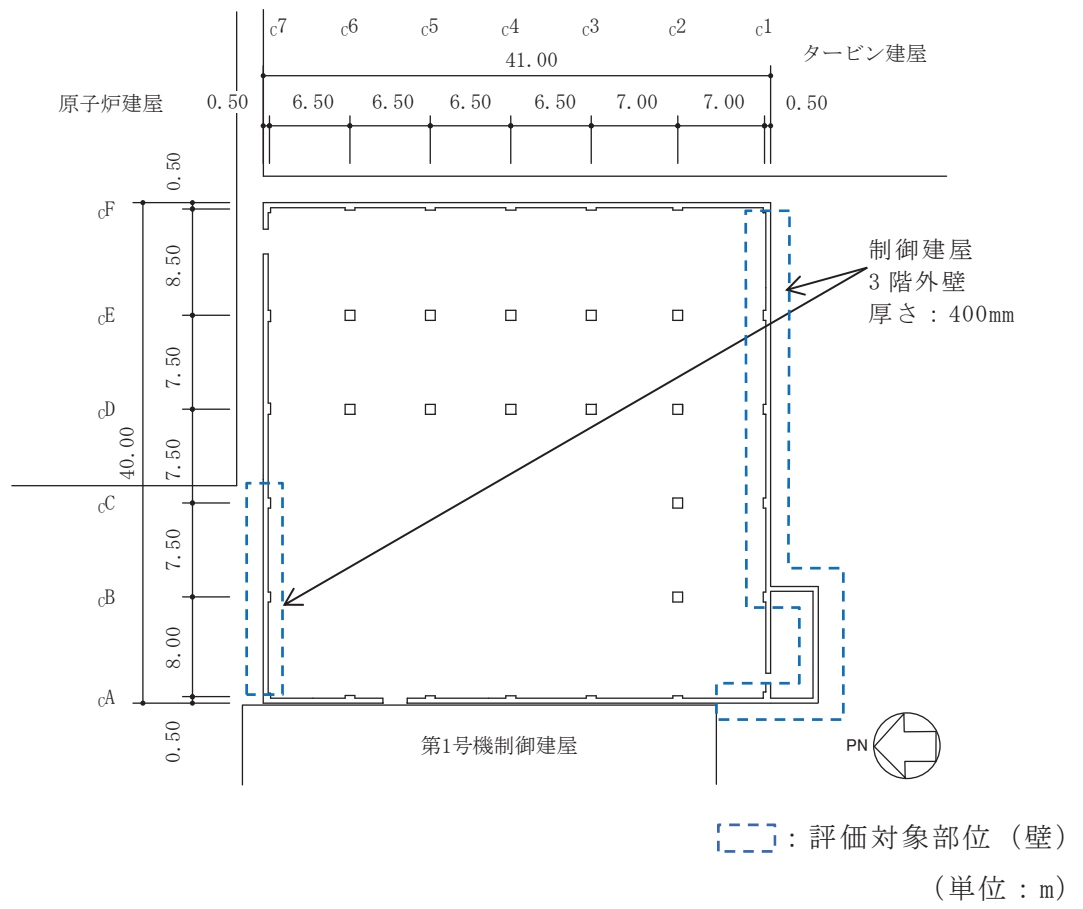 c7 c6 c5 c4 c3 c2 c1
41.00
タービン建屋
原子炉建屋
0.50 6.50 6.50 6.50 6.50 7.00 7.00 0.50
0.50
cF
8.50
cE
7.50
cD
40.00
7.50
cC
7.50
cB
8.00
cA
0.50
制御建屋
3階外壁
厚さ：400mm
第1号機制御建屋
PN
：評価対象部位（壁）
（単位：m）